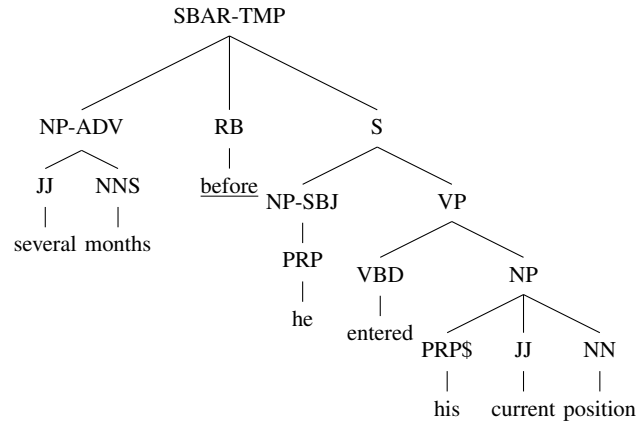 SBAR-TMP
NP-ADV RB S
JJ NNS before NP-SBJ VP
several months PRP VBD NP
he entered PRP$ JJ NN
his current position